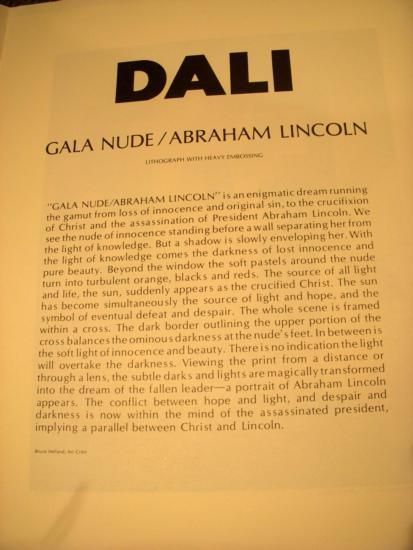 DALI
GALA NUDE/ABRAHAM LINCOLN
LITHOGRAPH WITH HEAVY EMBOSSING
"GALA NUDE/ABRAHAM LINCOLN" is an enigmatic dream running
the gamut from loss of innocence and original sin, to the crucifixion
of Christ and the assassination of President Abraham Lincoln. We
see the nude of innocence standing before a wall separating her from
the light of knowledge. But a shadow is slowly enveloping her. With
the light of knowledge comes the darkness of lost innocence and
pure beauty. Beyond the window the soft pastels around the nude
turn into turbulent orange, blacks and reds. The source of all light
and life, the sun, suddenly appears as the crucified Christ. The sun
has become simultaneously the source of light and hope, and the
symbol of eventual defeat and despair. The whole scene is framed
within a cross. The dark border outlining the upper portion of the
cross balances the ominous darkness at the nude's feet. In between is
the soft light of innocence and beauty. There is no indication the light
will overtake the darkness. Viewing the print from a distance or
through a lens, the subtle darks and lights are magically transformed
into the dream of the fallen leader—a portrait of Abraham Lincoln
appears. The conflict between hope and light, and despair and
darkness is now within the mind of the assassinated president,
implying a parallel between Christ and Lincoln.
Bruce Helland, Art Critic